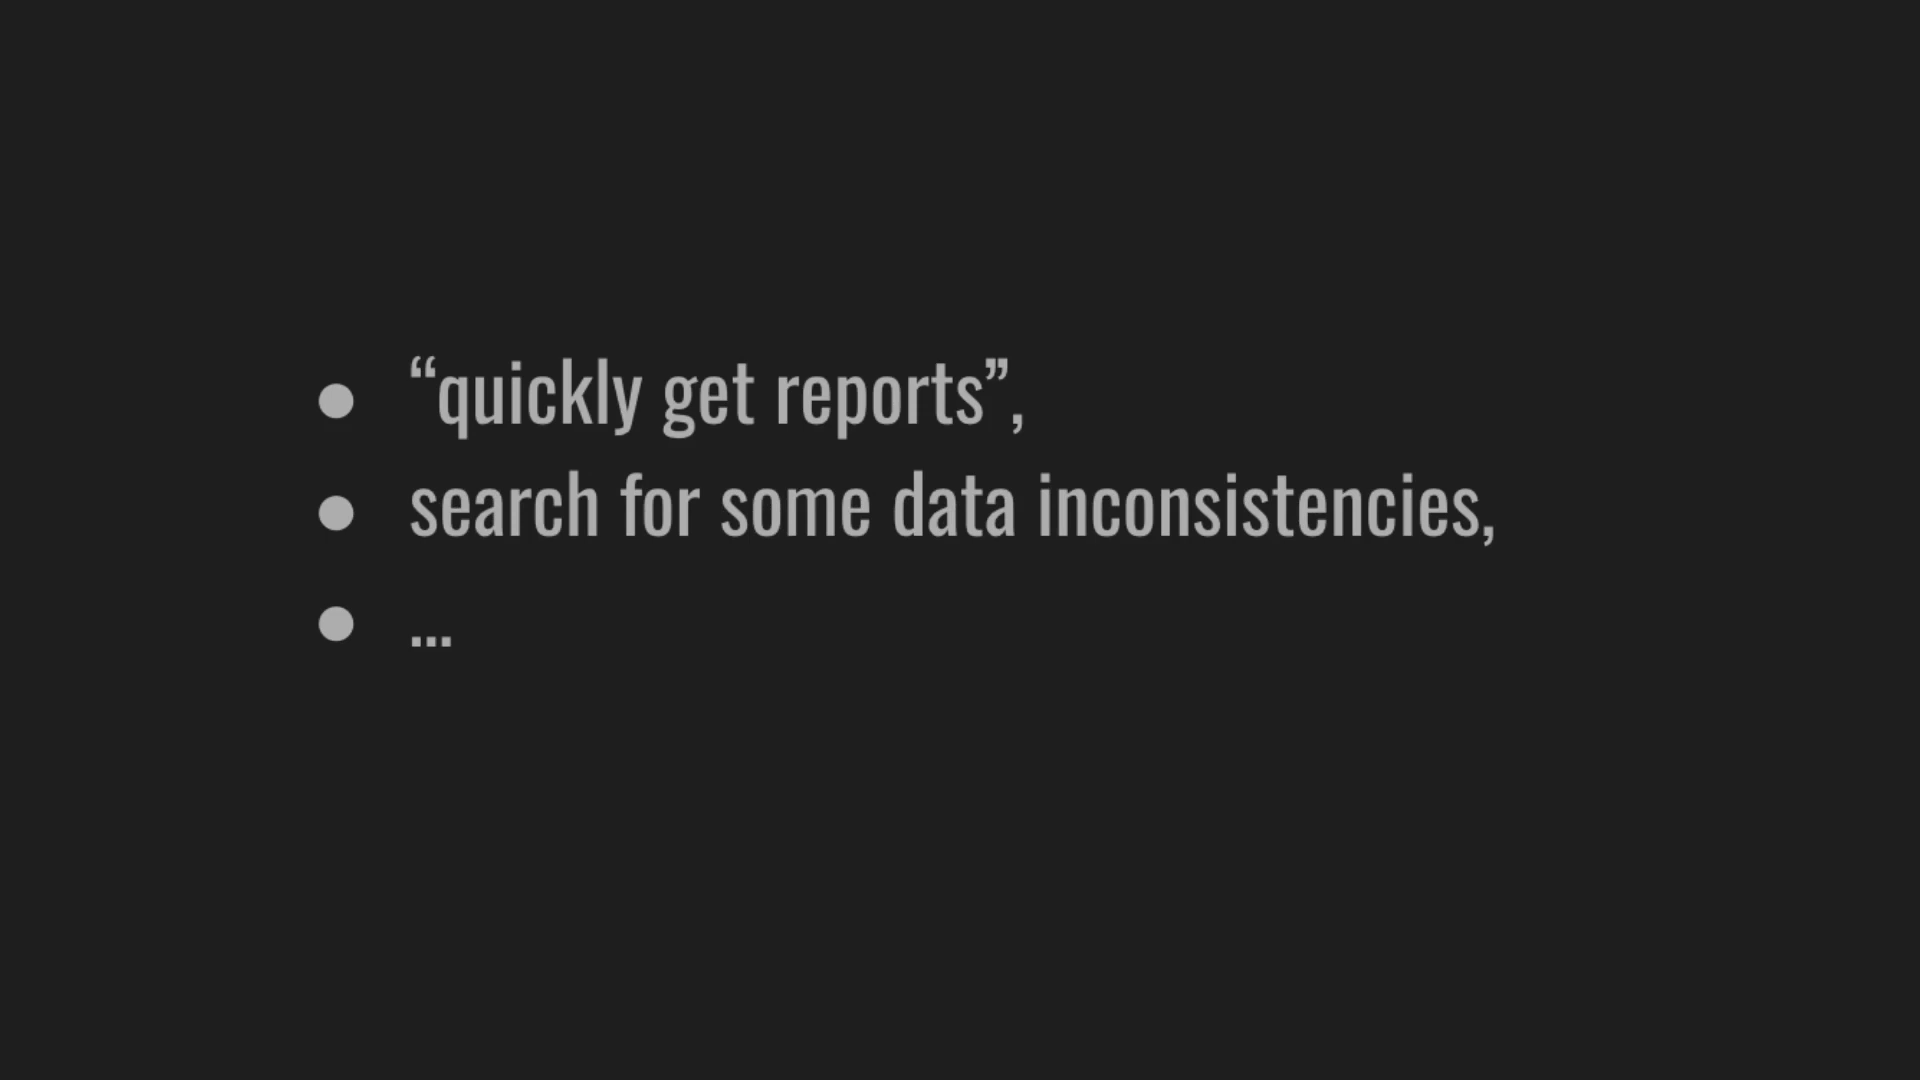 ● “quickly get reports”,
● search for some data inconsistencies,
● ...